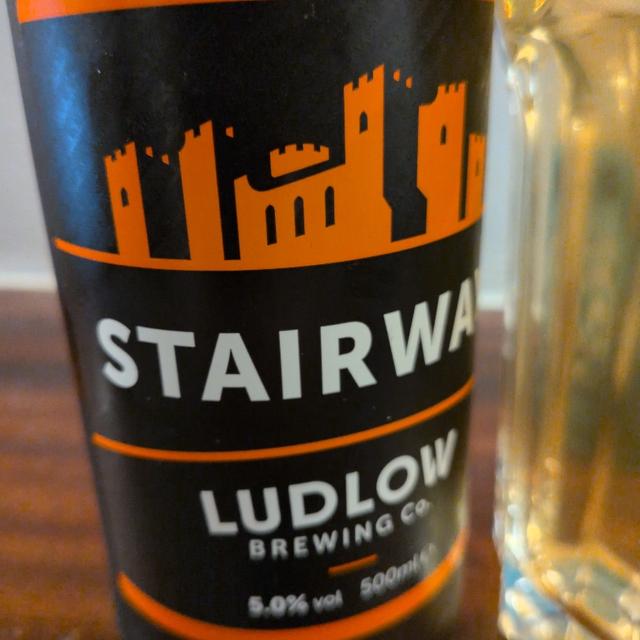 STAIRWA
LUDLOW
BREWING Co.
5.0% vol 500ml e